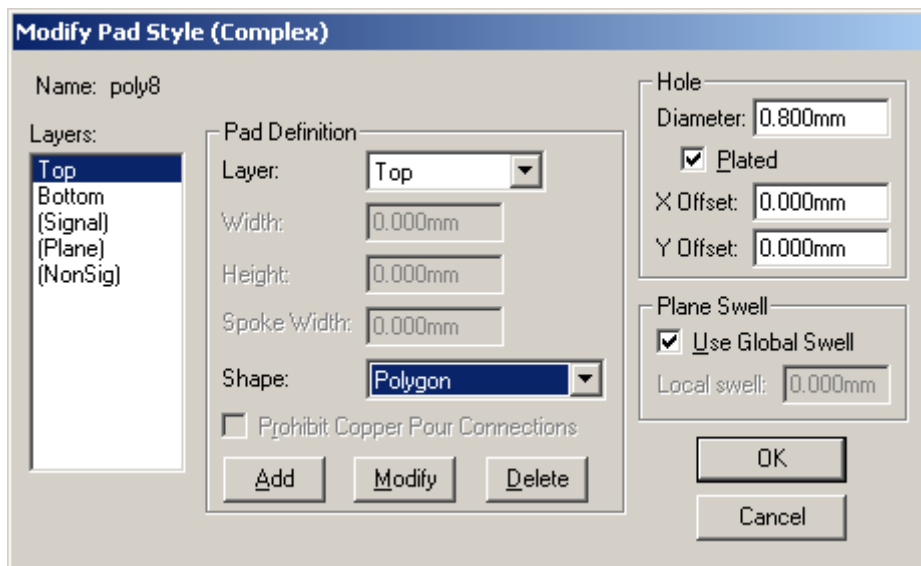 Modify Pad Style (Complex)
Name: poly8
Layers:
Top
Bottom
(Signal)
(Plane)
(NonSig)
Pad Definition
Layer: Top
Width: 0.000mm
Height: 0.000mm
Spoke Width: 0.000mm
Shape: Polygon
Prohibit Copper Pour Connections
Add Modify Delete
Hole
Diameter: 0.800mm
Plated
X Offset: 0.000mm
Y Offset: 0.000mm
Plane Swell
Use Global Swell
Local swell: 0.000mm
OK
Cancel